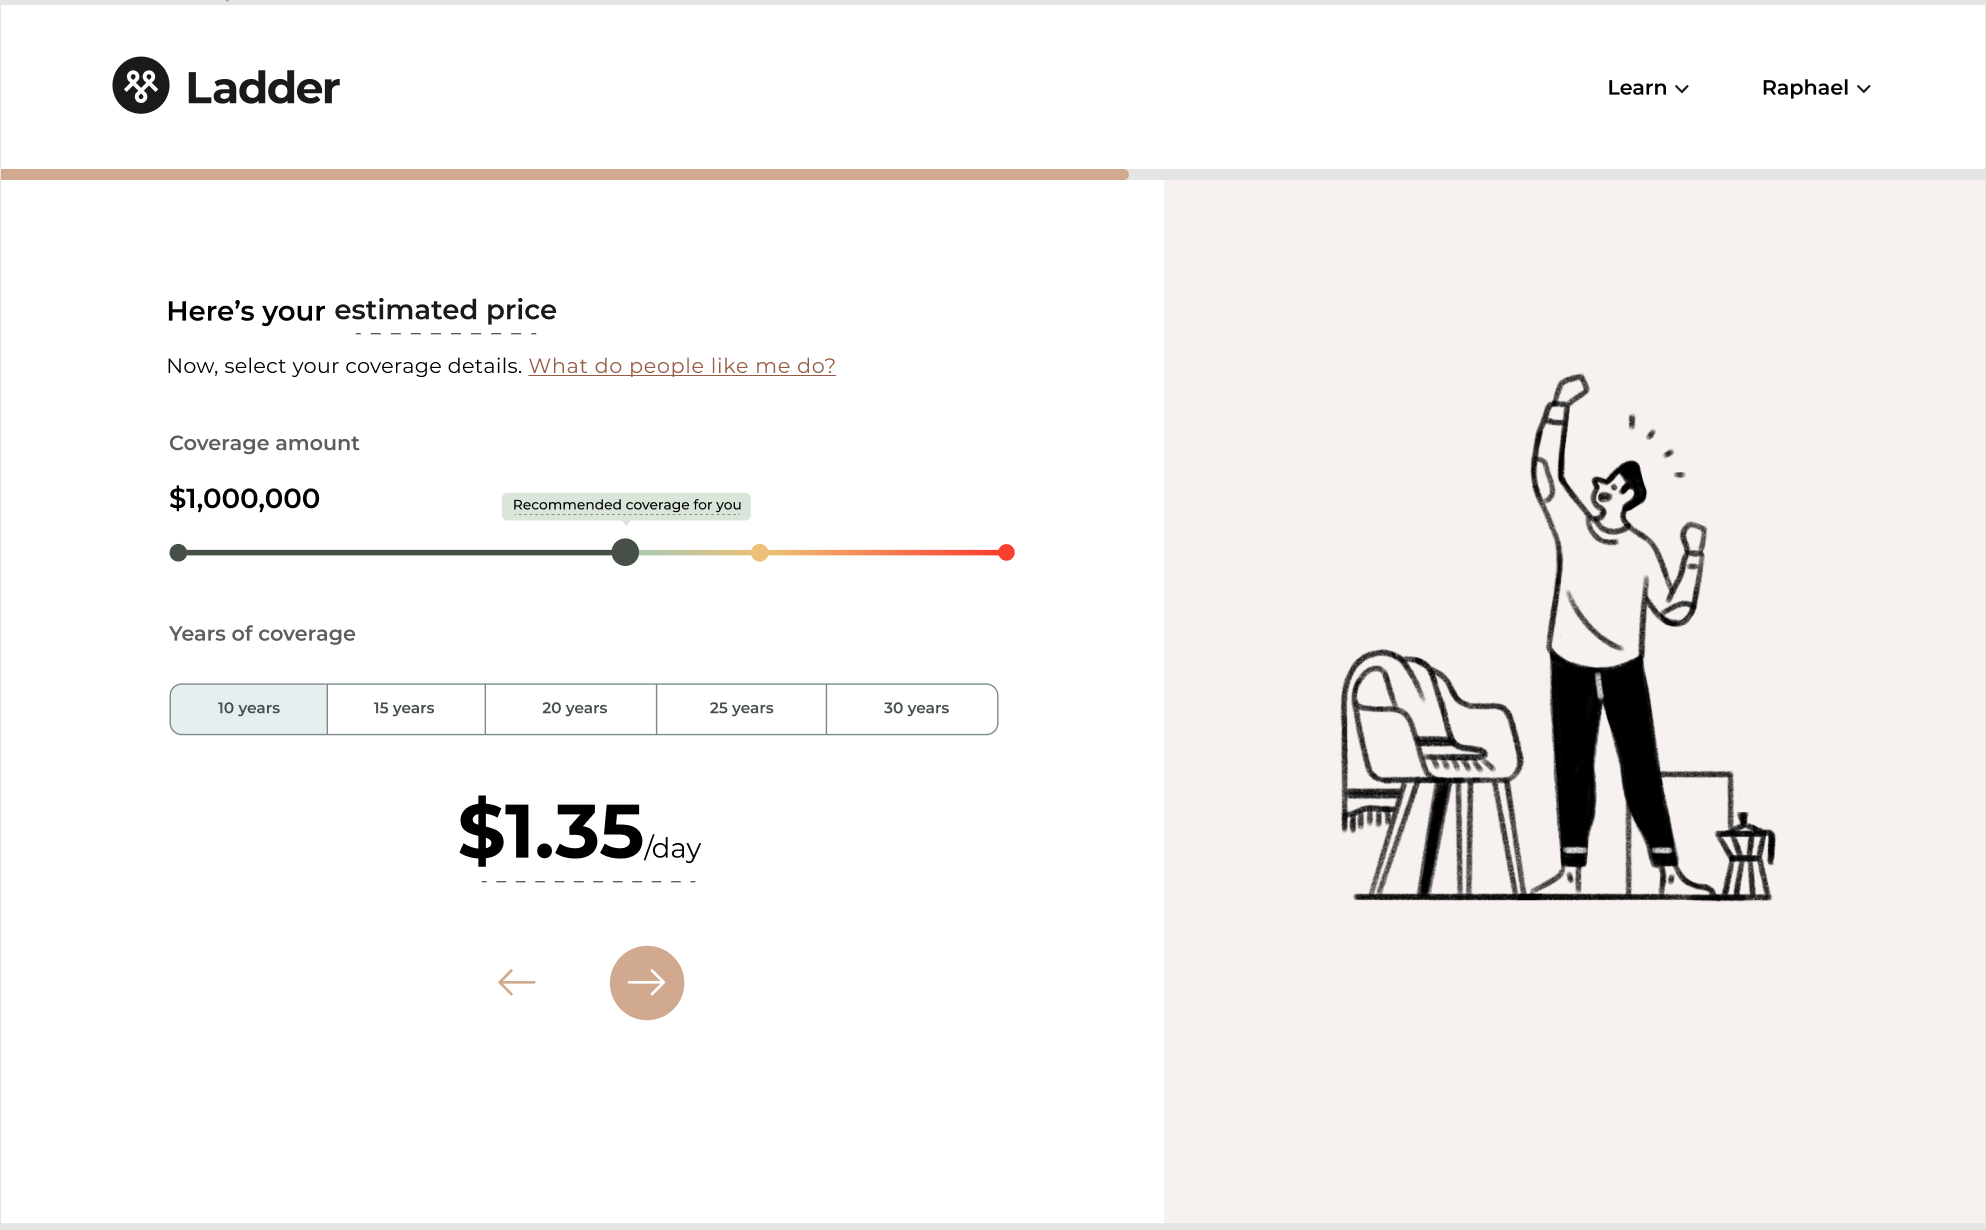 Ladder
Learn
Raphael
Here’s your estimated price
Now, select your coverage details. What do people like me do?
Coverage amount
$1,000,000
Recommended coverage for you
Years of coverage
10 years
15 years
20 years
25 years
30 years
$1.35/day